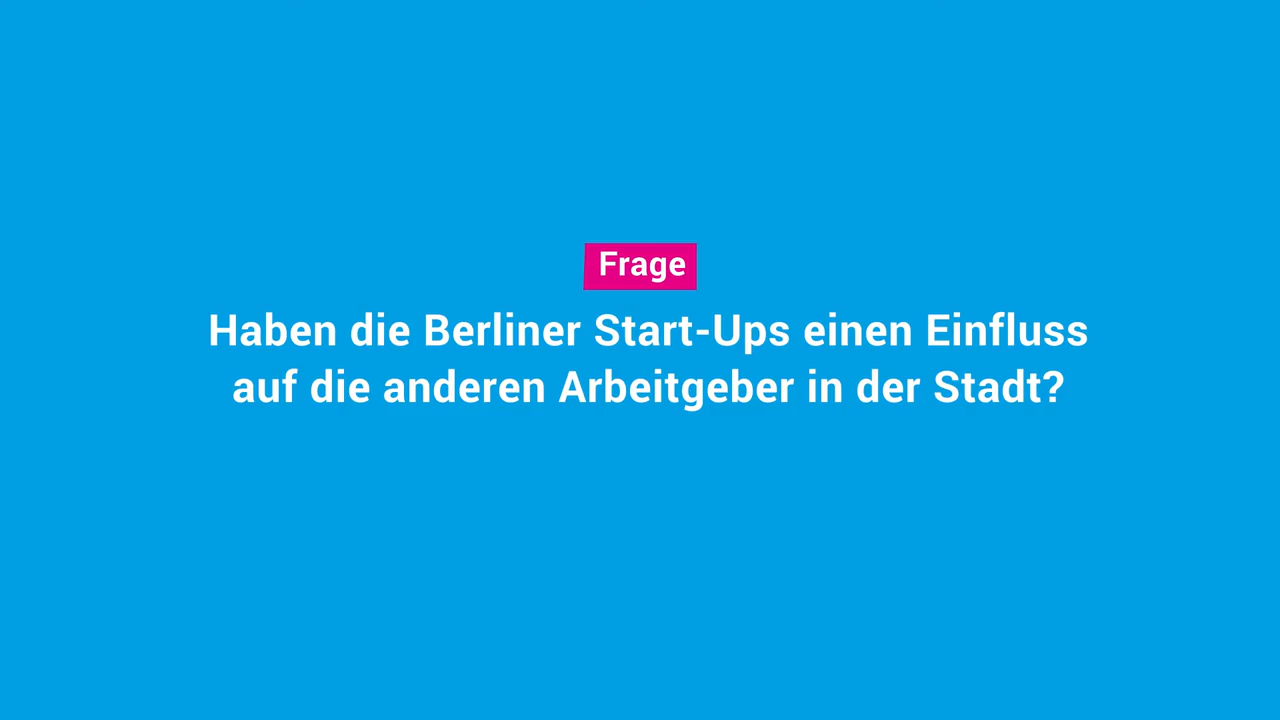 Frage
Haben die Berliner Start-Ups einen Einfluss
auf die anderen Arbeitgeber in der Stadt?